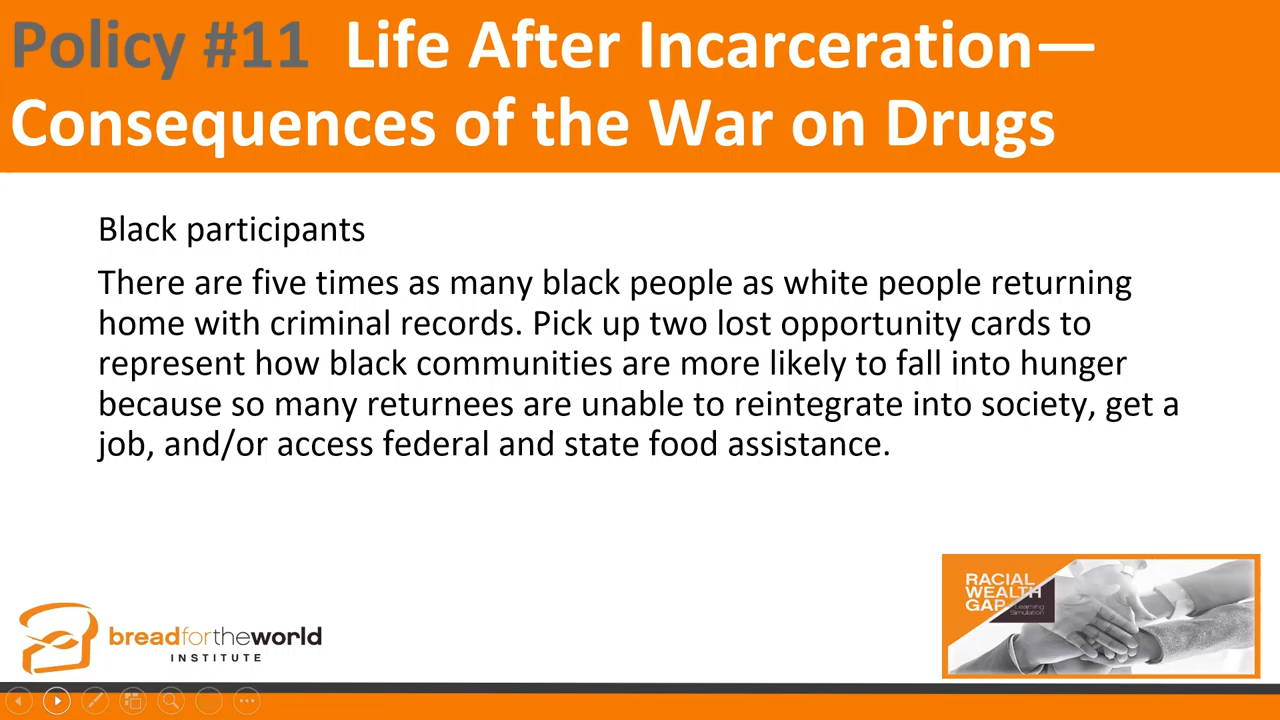 Policy #11 Life After Incarceration—
Consequences of the War on Drugs
Black participants
There are five times as many black people as white people returning
home with criminal records. Pick up two lost opportunity cards to
represent how black communities are more likely to fall into hunger
because so many returnees are unable to reintegrate into society, get a
job, and/or access federal and state food assistance.
RACIAL
WEALTH
GAP Learning
Simulation
breadfortheworld
INSTITUTE